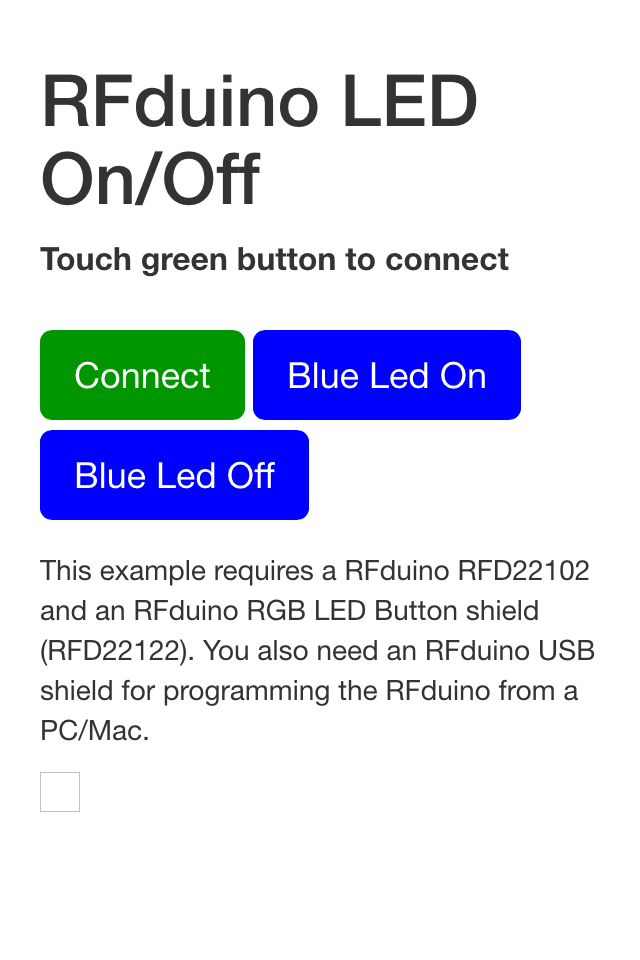 RFduino LED
On/Off
Touch green button to connect
Connect
Blue Led On
Blue Led Off
This example requires a RFduino RFD22102
and an RFduino RGB LED Button shield
(RFD22122). You also need an RFduino USB
shield for programming the RFduino from a
PC/Mac.